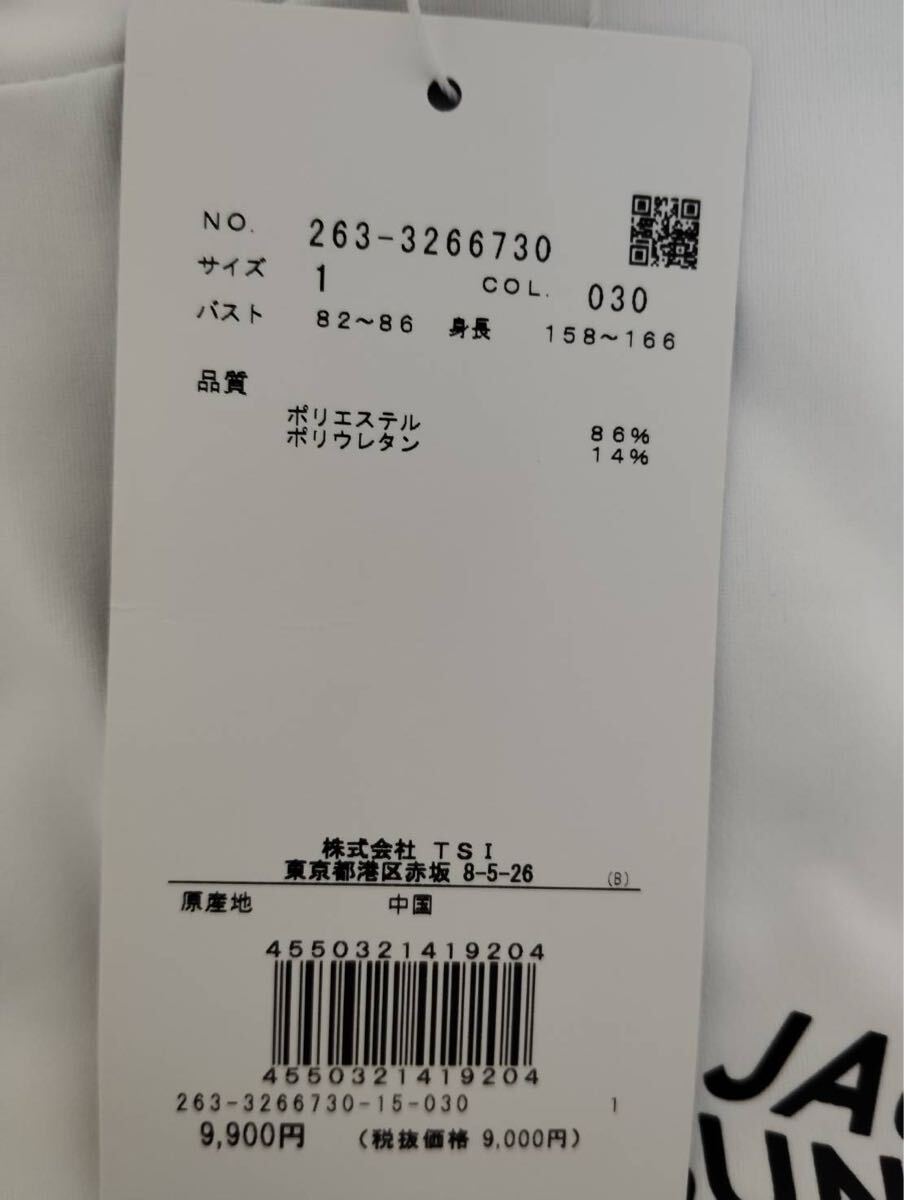 NO. 263-3266730
サイズ 1 COL. 030
バスト 82～86 身長 158～166
品質
ポリエステル 86%
ポリウレタン 14%
株式会社 TSI
東京都港区赤坂 8-5-26 (B)
原産地 中国
4550321419204
4550321419204
263-3266730-15-030 1
9,900円 (税抜価格 9,000円)
JA
UN